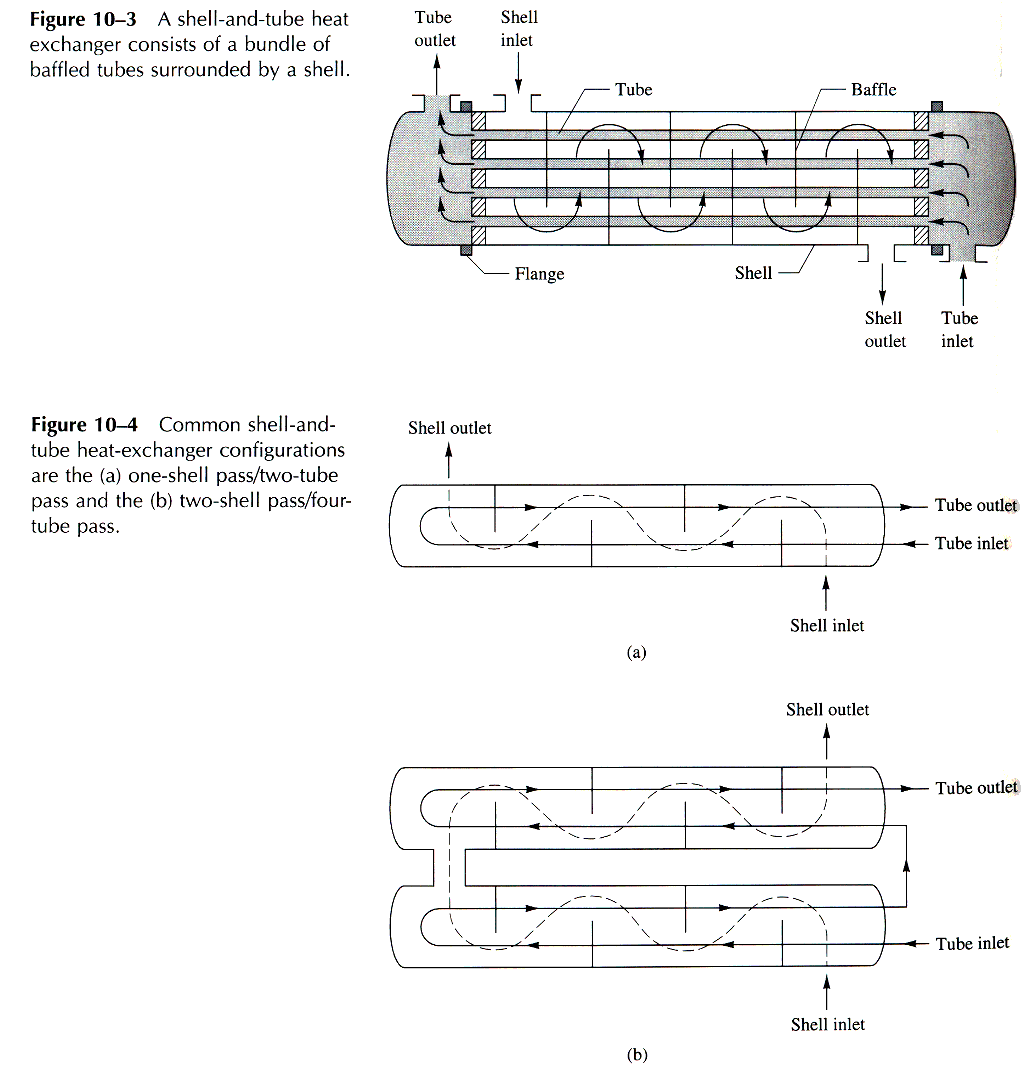 Figure 10–3 A shell-and-tube heat
exchanger consists of a bundle of
baffled tubes surrounded by a shell.
Tube
outlet
Shell
inlet
Tube
Baffle
Flange
Shell
Shell
outlet
Tube
inlet
Figure 10–4 Common shell-and-
tube heat-exchanger configurations
are the (a) one-shell pass/two-tube
pass and the (b) two-shell pass/four-
tube pass.
Shell outlet
Tube outlet
Tube inlet
Shell inlet
(a)
Shell outlet
Tube outlet
Tube inlet
Shell inlet
(b)